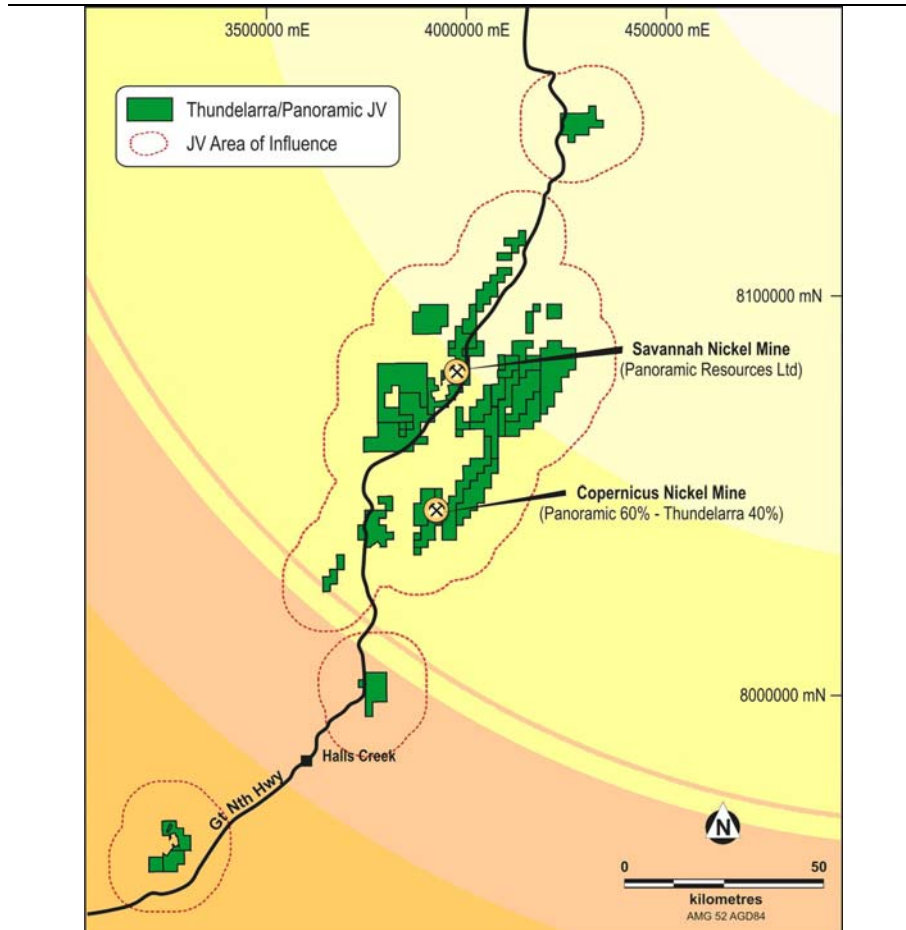 3500000 mE 4000000 mE 4500000 mE
Thundelarra/Panoramic JV
JV Area of Influence
8100000 mN
Savannah Nickel Mine
(Panoramic Resources Ltd)
Copernicus Nickel Mine
(Panoramic 60% - Thundelarra 40%)
8000000 mN
Halls Creek
Gt Nth Hwy
N
0 50
kilometres
AMG 52 AGD84